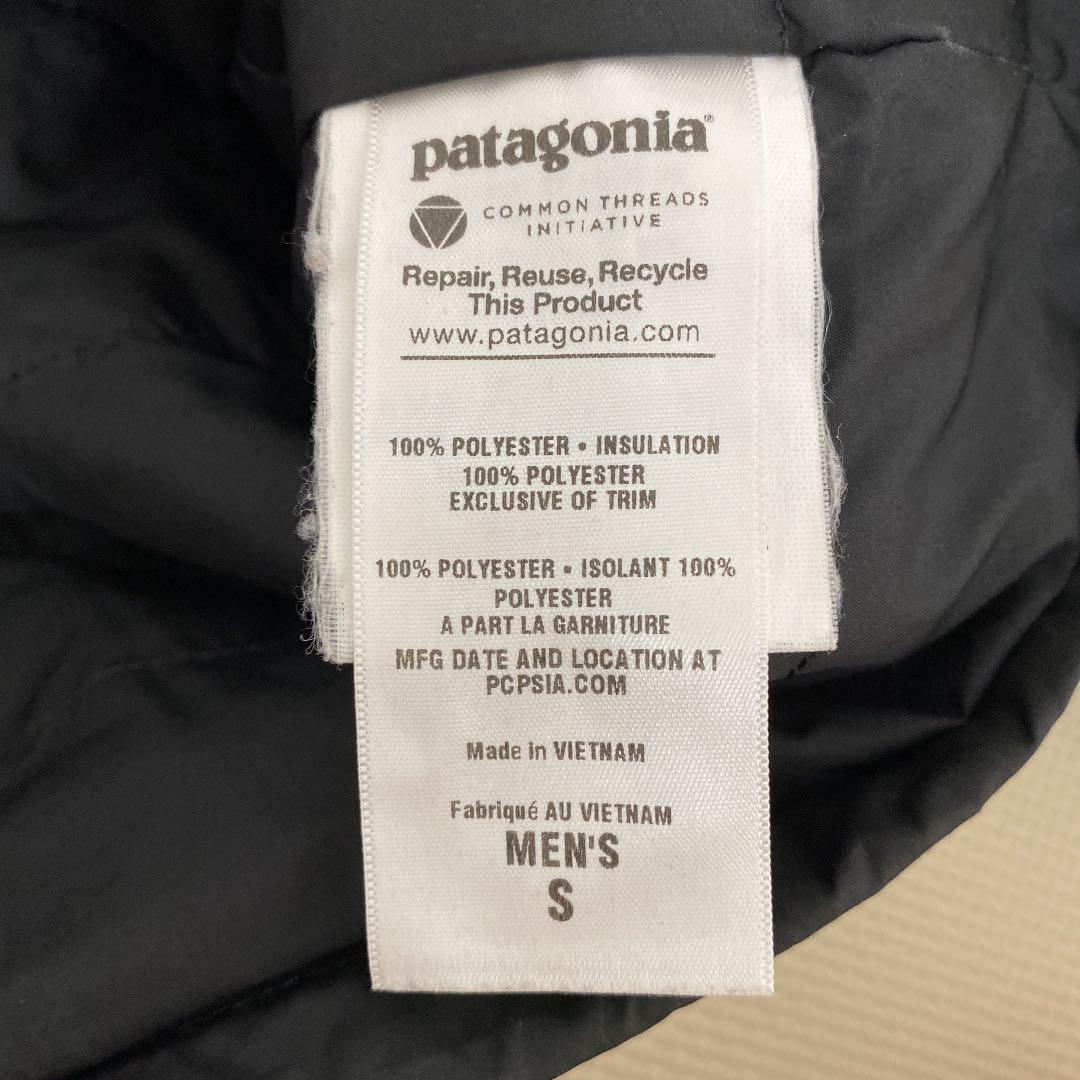 patagonia®
COMMON THREADS
INITIATIVE
Repair, Reuse, Recycle
This Product
www.patagonia.com
100% POLYESTER • INSULATION
100% POLYESTER
EXCLUSIVE OF TRIM
100% POLYESTER • ISOLANT 100%
POLYESTER
A PART LA GARNITURE
MFG DATE AND LOCATION AT
PCPSIA.COM
Made in VIETNAM
Fabriqué AU VIETNAM
MEN'S
S